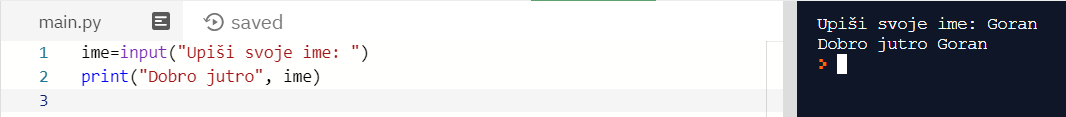 main.py saved
1 ime=input("Upiši svoje ime: ")
2 print("Dobro jutro", ime)
3
Upiši svoje ime: Goran
Dobro jutro Goran
>